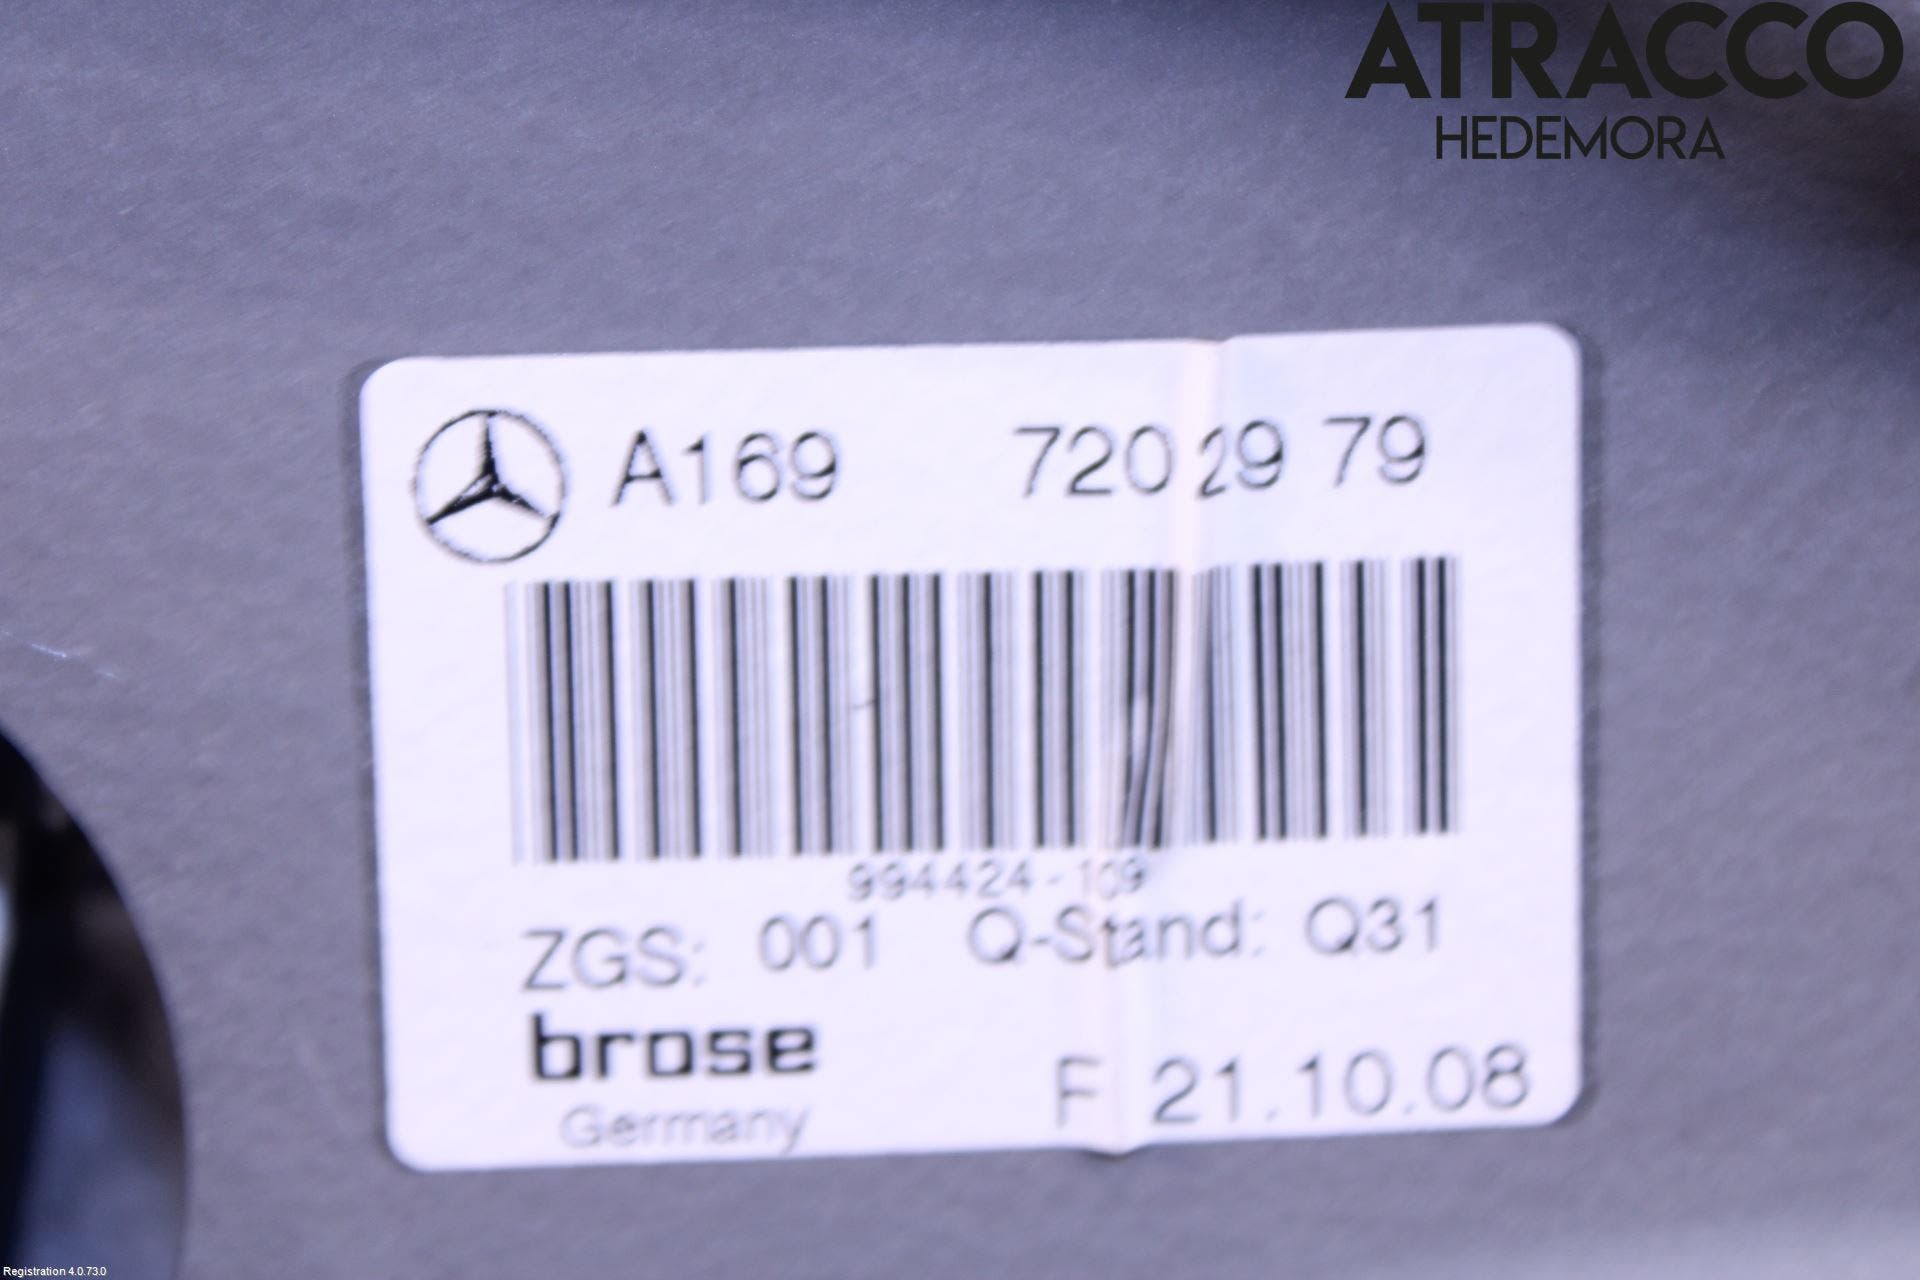 ATRACCO
HEDEMORA
A169 720 29 79
994424-109
ZGS: 001 Q-Stand: Q31
brose
Germany
F 21.10.08
Registration 4.0.73.0